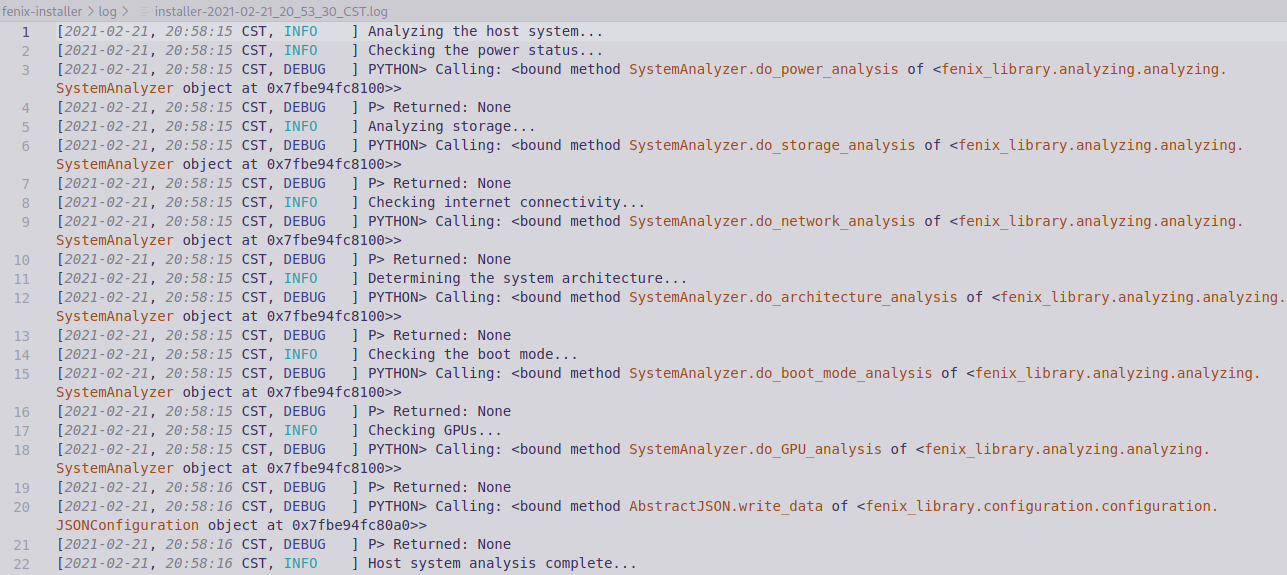 fenix-installer > log > installer-2021-02-21_20_53_30_CST.log
1 [2021-02-21, 20:58:15 CST, INFO    ] Analyzing the host system...
2 [2021-02-21, 20:58:15 CST, INFO    ] Checking the power status...
3 [2021-02-21, 20:58:15 CST, DEBUG   ] PYTHON> Calling: <bound method SystemAnalyzer.do_power_analysis of <fenix_library.analyzing.analyzing.
SystemAnalyzer object at 0x7fbe94fc8100>>
4 [2021-02-21, 20:58:15 CST, DEBUG   ] P> Returned: None
5 [2021-02-21, 20:58:15 CST, INFO    ] Analyzing storage...
6 [2021-02-21, 20:58:15 CST, DEBUG   ] PYTHON> Calling: <bound method SystemAnalyzer.do_storage_analysis of <fenix_library.analyzing.analyzing.
SystemAnalyzer object at 0x7fbe94fc8100>>
7 [2021-02-21, 20:58:15 CST, DEBUG   ] P> Returned: None
8 [2021-02-21, 20:58:15 CST, INFO    ] Checking internet connectivity...
9 [2021-02-21, 20:58:15 CST, DEBUG   ] PYTHON> Calling: <bound method SystemAnalyzer.do_network_analysis of <fenix_library.analyzing.analyzing.
SystemAnalyzer object at 0x7fbe94fc8100>>
10 [2021-02-21, 20:58:15 CST, DEBUG   ] P> Returned: None
11 [2021-02-21, 20:58:15 CST, INFO    ] Determining the system architecture...
12 [2021-02-21, 20:58:15 CST, DEBUG   ] PYTHON> Calling: <bound method SystemAnalyzer.do_architecture_analysis of <fenix_library.analyzing.analyzing.
SystemAnalyzer object at 0x7fbe94fc8100>>
13 [2021-02-21, 20:58:15 CST, DEBUG   ] P> Returned: None
14 [2021-02-21, 20:58:15 CST, INFO    ] Checking the boot mode...
15 [2021-02-21, 20:58:15 CST, DEBUG   ] PYTHON> Calling: <bound method SystemAnalyzer.do_boot_mode_analysis of <fenix_library.analyzing.analyzing.
SystemAnalyzer object at 0x7fbe94fc8100>>
16 [2021-02-21, 20:58:15 CST, DEBUG   ] P> Returned: None
17 [2021-02-21, 20:58:15 CST, INFO    ] Checking GPUs...
18 [2021-02-21, 20:58:15 CST, DEBUG   ] PYTHON> Calling: <bound method SystemAnalyzer.do_GPU_analysis of <fenix_library.analyzing.analyzing.
SystemAnalyzer object at 0x7fbe94fc8100>>
19 [2021-02-21, 20:58:16 CST, DEBUG   ] P> Returned: None
20 [2021-02-21, 20:58:16 CST, DEBUG   ] PYTHON> Calling: <bound method AbstractJSON.write_data of <fenix_library.configuration.configuration.
JSONConfiguration object at 0x7fbe94fc80a0>>
21 [2021-02-21, 20:58:16 CST, DEBUG   ] P> Returned: None
22 [2021-02-21, 20:58:16 CST, INFO    ] Host system analysis complete...